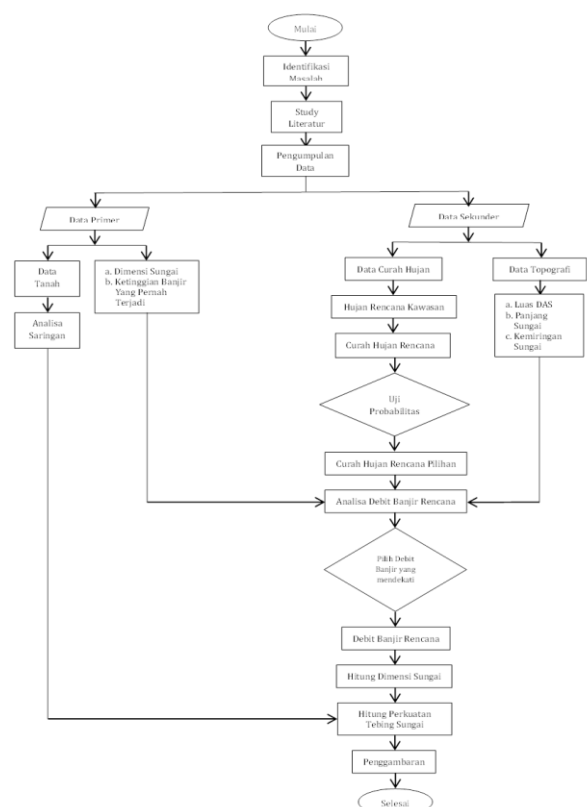 Mulai
Identifikasi
Masalah
Study
Literatur
Pengumpulan
Data
Data Primer
Data Sekunder
Data
Tanah
a. Dimensi Sungai
b. Ketinggian Banjir
Yang Pernah
Terjadi
Data Curah Hujan
Data Topografi
Analisa
Saringan
Hujan Rencana Kawasan
a. Luas DAS
b. Panjang
Sungai
c. Kemiringan
Sungai
Curah Hujan Rencana
Uji
Probabilitas
Curah Hujan Rencana Pilihan
Analisa Debit Banjir Rencana
Pilih Debit
Banjir yang
mendekati
Debit Banjir Rencana
Hitung Dimensi Sungai
Hitung Perkuatan
Tebing Sungai
Penggambaran
Selesai